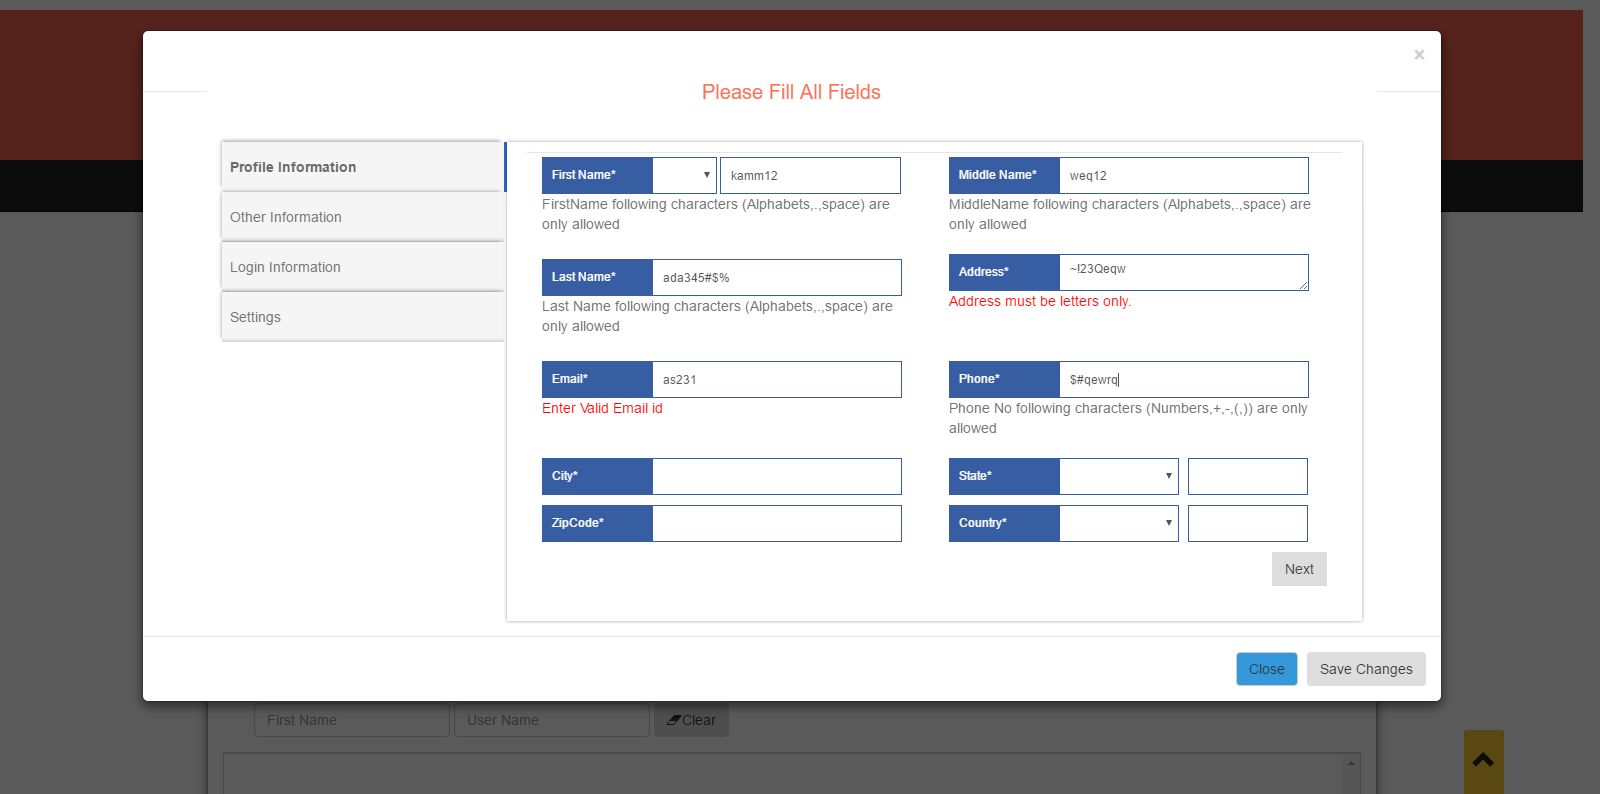 ×
Please Fill All Fields
Profile Information
Other Information
Login Information
Settings
First Name* kamm12
FirstName following characters (Alphabets,.,space) are
only allowed
Middle Name* weq12
MiddleName following characters (Alphabets,.,space) are
only allowed
Last Name* ada345#$%
Last Name following characters (Alphabets,.,space) are
only allowed
Address* ~!23Qeqw
Address must be letters only.
Email* as231
Enter Valid Email id
Phone* $#qewrq
Phone No following characters (Numbers,+,-,(,)) are only
allowed
City*
State*
ZipCode*
Country*
Next
Close Save Changes
First Name User Name Clear